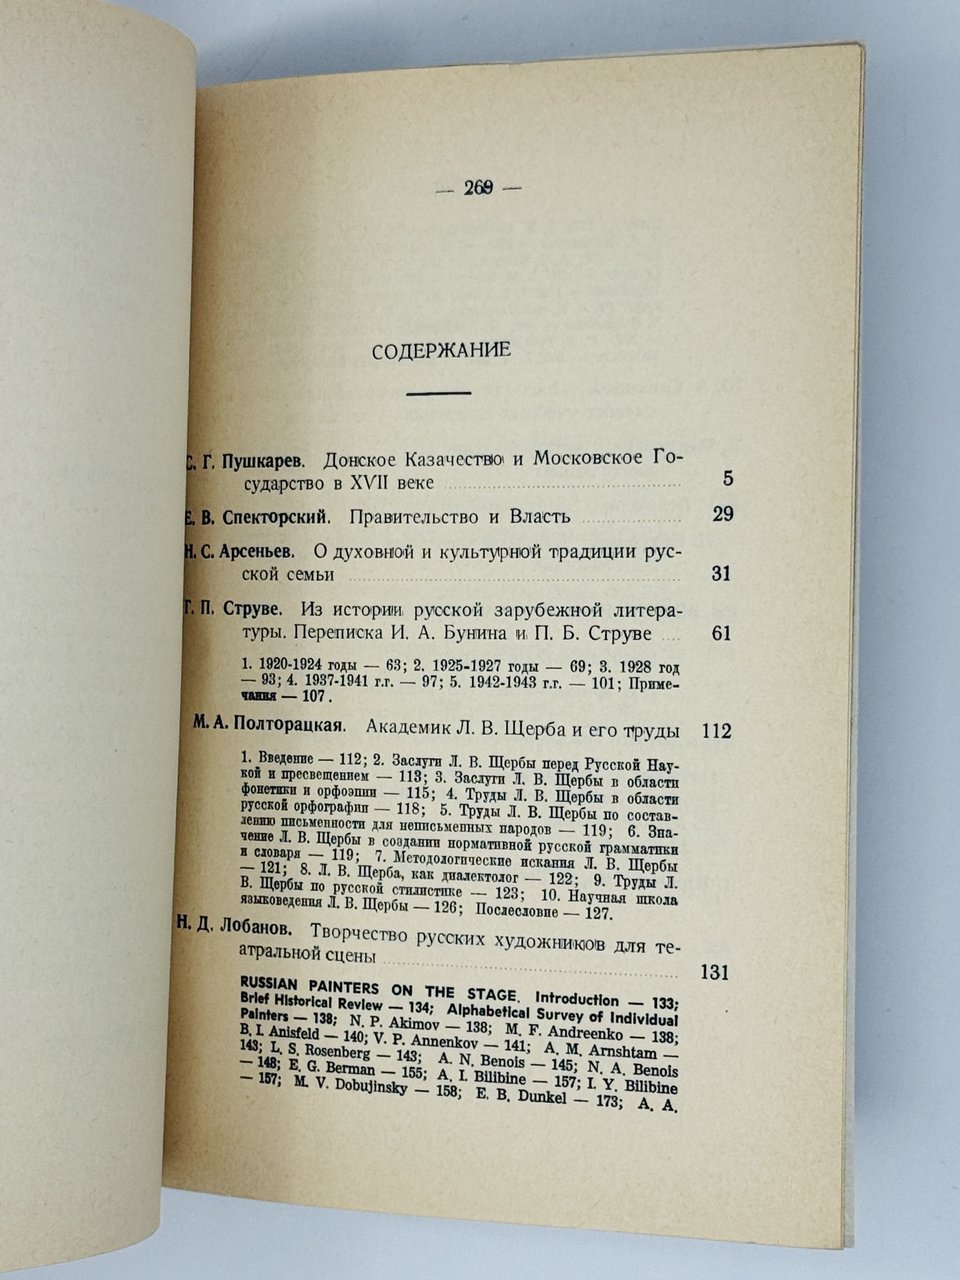 — 269 —
СОДЕРЖАНИЕ
С. Г. Пушкарев. Донское Казачество и Московское Го-
сударство в XVII веке 5
Е. В. Спекторский. Правительство и Власть 29
Н. С. Арсеньев. О духовной и культурной традиции рус-
ской семьи 31
Г. П. Струве. Из истории русской зарубежной литера-
туры. Переписка И. А. Бунина и П. Б. Струве 61
1. 1920-1924 годы — 63; 2. 1925-1927 годы — 69; 3. 1928 год
— 93; 4. 1937-1941 г.г. — 97; 5. 1942-1943 г.г. — 101; Приме-
чания — 107.
М. А. Полторацкая. Академик Л. В. Щерба и его труды 112
1. Введение — 112; 2. Заслуги Л. В. Щербы перед Русской Нау-
кой и пресвещением — 113; 3. Заслуги Л. В. Щербы в области
фонетики и орфоэпии — 115; 4. Труды Л. В. Щербы в области
русской орфографии — 118; 5. Труды Л. В. Щербы по состав-
лению письменности для неписьменных народов — 119; 6. Зна-
чение Л. В. Щербы в создании нормативной русской грамматики
и словаря — 119; 7. Методологические искания Л. В. Щербы
— 121; 8. Л. В. Щерба, как диалектолог — 122; 9. Труды Л.
В. Щербы по русской стилистике — 123; 10. Научная школа
языковедения Л. В. Щербы — 126; Послесловие — 127.
Н. Д. Лобанов. Творчество русских художников для те-
атральной сцены 131
RUSSIAN PAINTERS ON THE STAGE. Introduction — 133;
Brief Historical Review — 134; Alphabetical Survey of Individual
Painters — 138; N. P. Akimov — 138; M. F. Andreenko — 138;
B. I. Anisfeld — 140; V. P. Annenkov — 141; A. M. Arnshtam —
143; L. S. Rosenberg — 143; A. N. Benois — 145; N. A. Benois
— 148; E. G. Berman — 155; A. I. Bilibine — 157; I. Y. Bilibine
— 157; M. V. Dobujinsky — 158; E. B. Dunkel — 173; A. A.